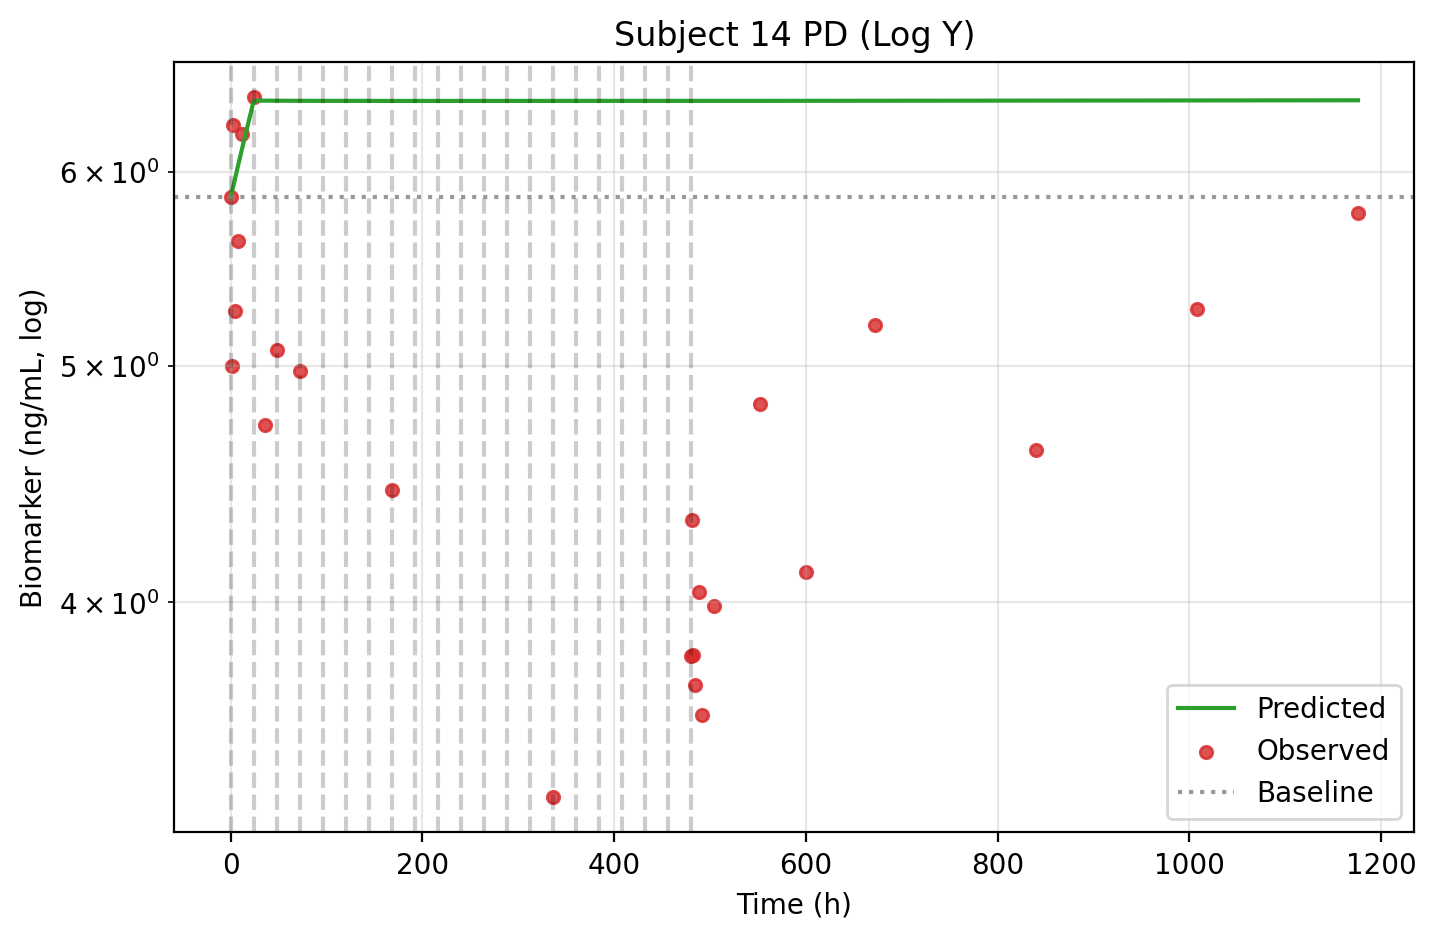 Subject 14 PD (Log Y)
Biomarker (ng/mL, log)
6 × 10⁰
5 × 10⁰
4 × 10⁰
Predicted
Observed
Baseline
0 200 400 600 800 1000 1200
Time (h)